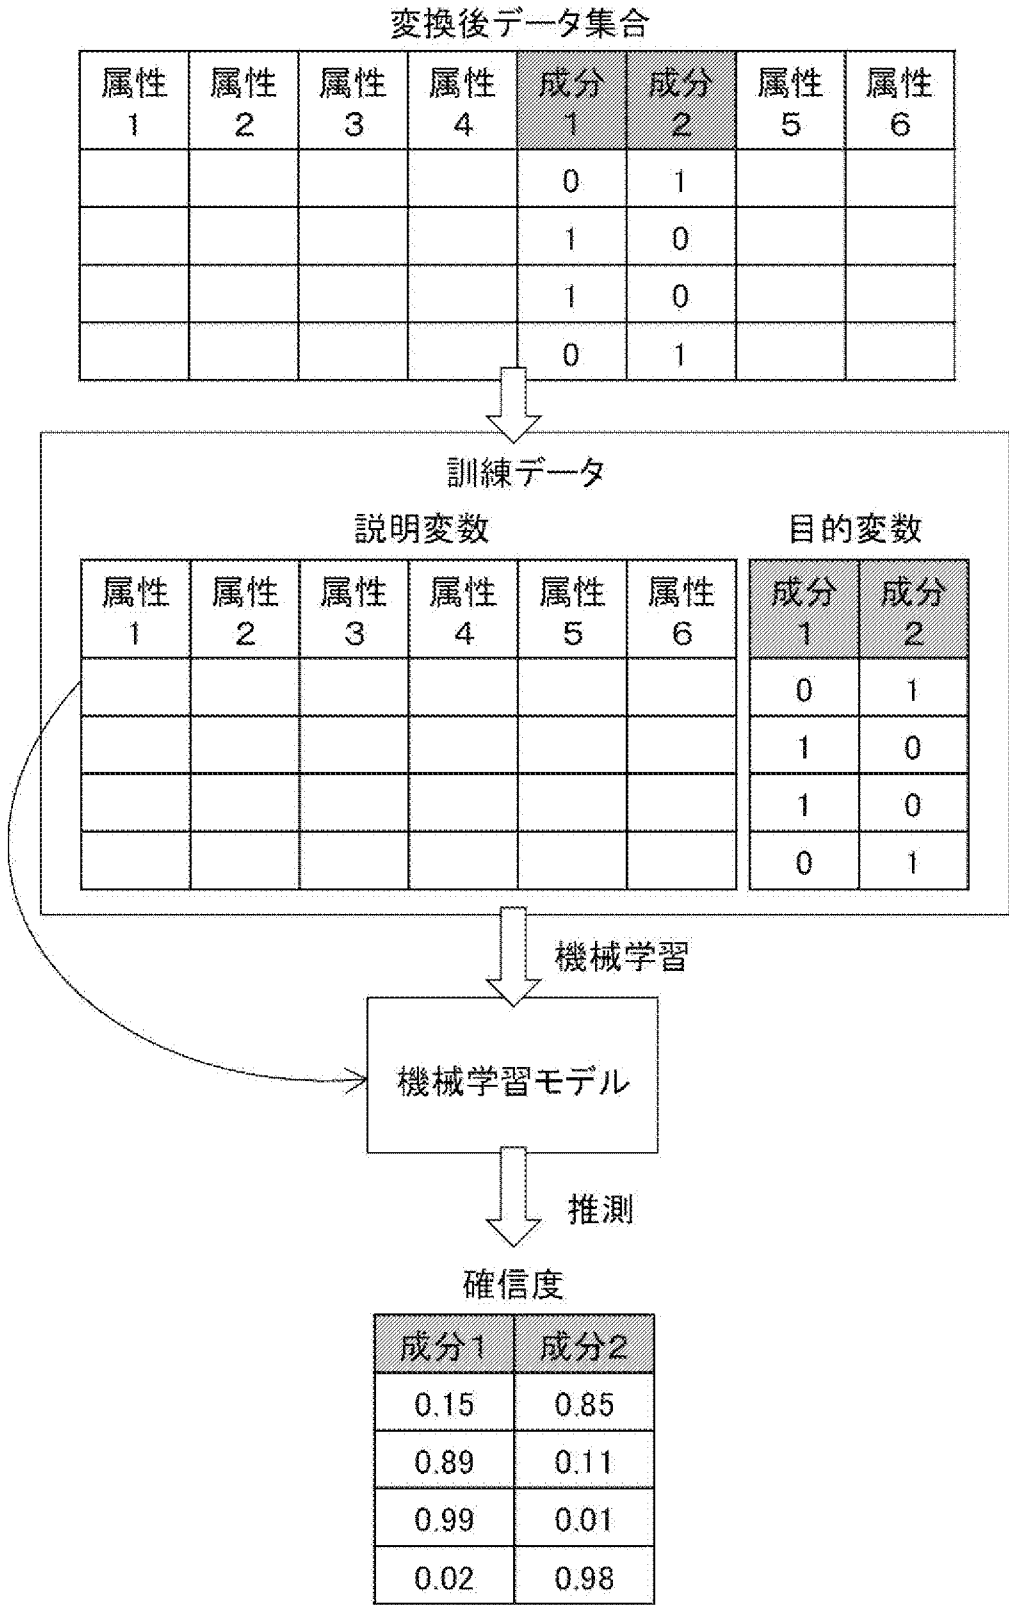 変換後データ集合
属性1 属性2 属性3 属性4 成分1 成分2 属性5 属性6
0 1
1 0
1 0
0 1
訓練データ
説明変数 目的変数
属性1 属性2 属性3 属性4 属性5 属性6 成分1 成分2
0 1
1 0
1 0
0 1
機械学習
機械学習モデル
推測
確信度
成分1 成分2
0.15 0.85
0.89 0.11
0.99 0.01
0.02 0.98